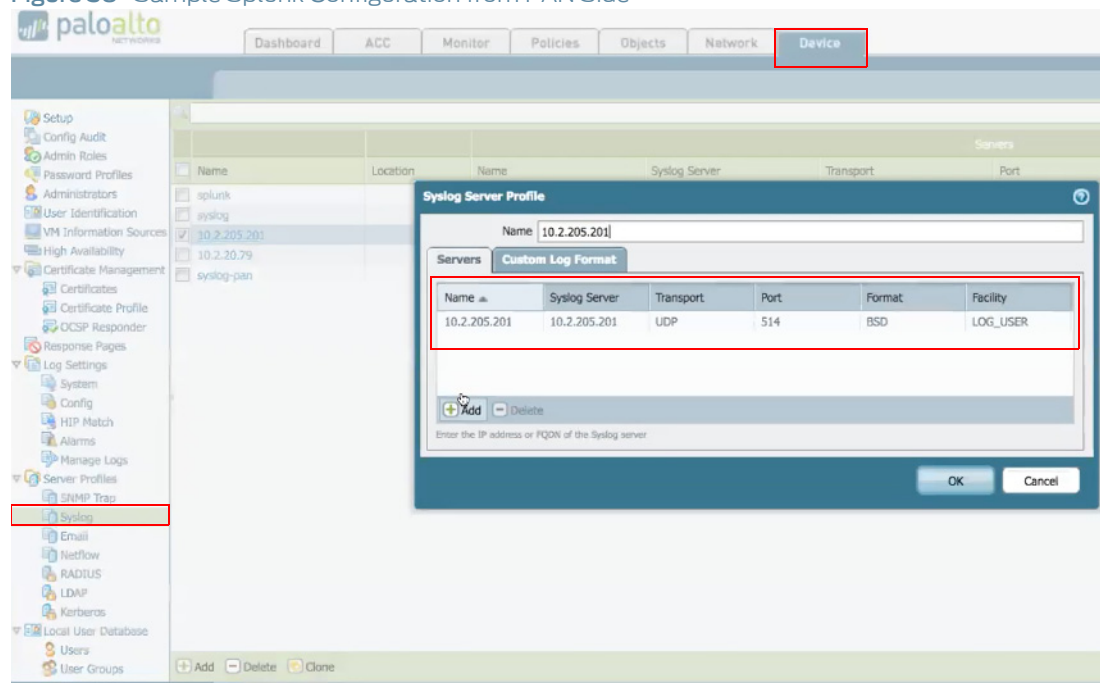 paloalto
NETWORKS
Dashboard ACC Monitor Policies Objects Network Device
Setup
Config Audit
Admin Roles
Password Profiles
Administrators
User Identification
VM Information Sources
High Availability
Certificate Management
Certificates
Certificate Profile
OCSP Responder
Response Pages
Log Settings
System
Config
HIP Match
Alarms
Manage Logs
Server Profiles
SNMP Trap
Syslog
Email
Netflow
RADIUS
LDAP
Kerberos
Local User Database
Users
User Groups
Servers
Name Location Name Syslog Server Transport Port
splunk
syslog
10.2.205.201
10.2.20.79
syslog-pan
Syslog Server Profile
Name 10.2.205.201
Servers Custom Log Format
Name Syslog Server Transport Port Format Facility
10.2.205.201 10.2.205.201 UDP 514 BSD LOG_USER
Add Delete
Enter the IP address or FQDN of the Syslog server
OK Cancel
Add Delete Clone